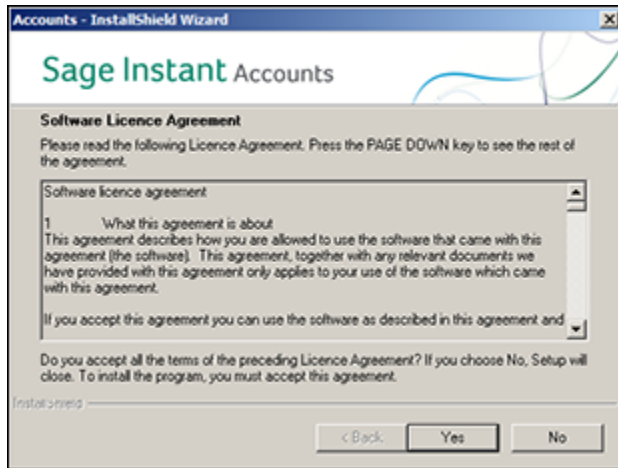 Accounts - InstallShield Wizard
Sage Instant Accounts
Software Licence Agreement
Please read the following Licence Agreement. Press the PAGE DOWN key to see the rest of
the agreement.
Software licence agreement
1 What this agreement is about
This agreement describes how you are allowed to use the software that came with this
agreement (the software). This agreement, together with any relevant documents we
have provided with this agreement only applies to your use of the software which came
with this agreement.
If you accept this agreement you can use the software as described in this agreement and
Do you accept all the terms of the preceding Licence Agreement? If you choose No, Setup will
close. To install the program, you must accept this agreement.
InstallShield
< Back Yes No